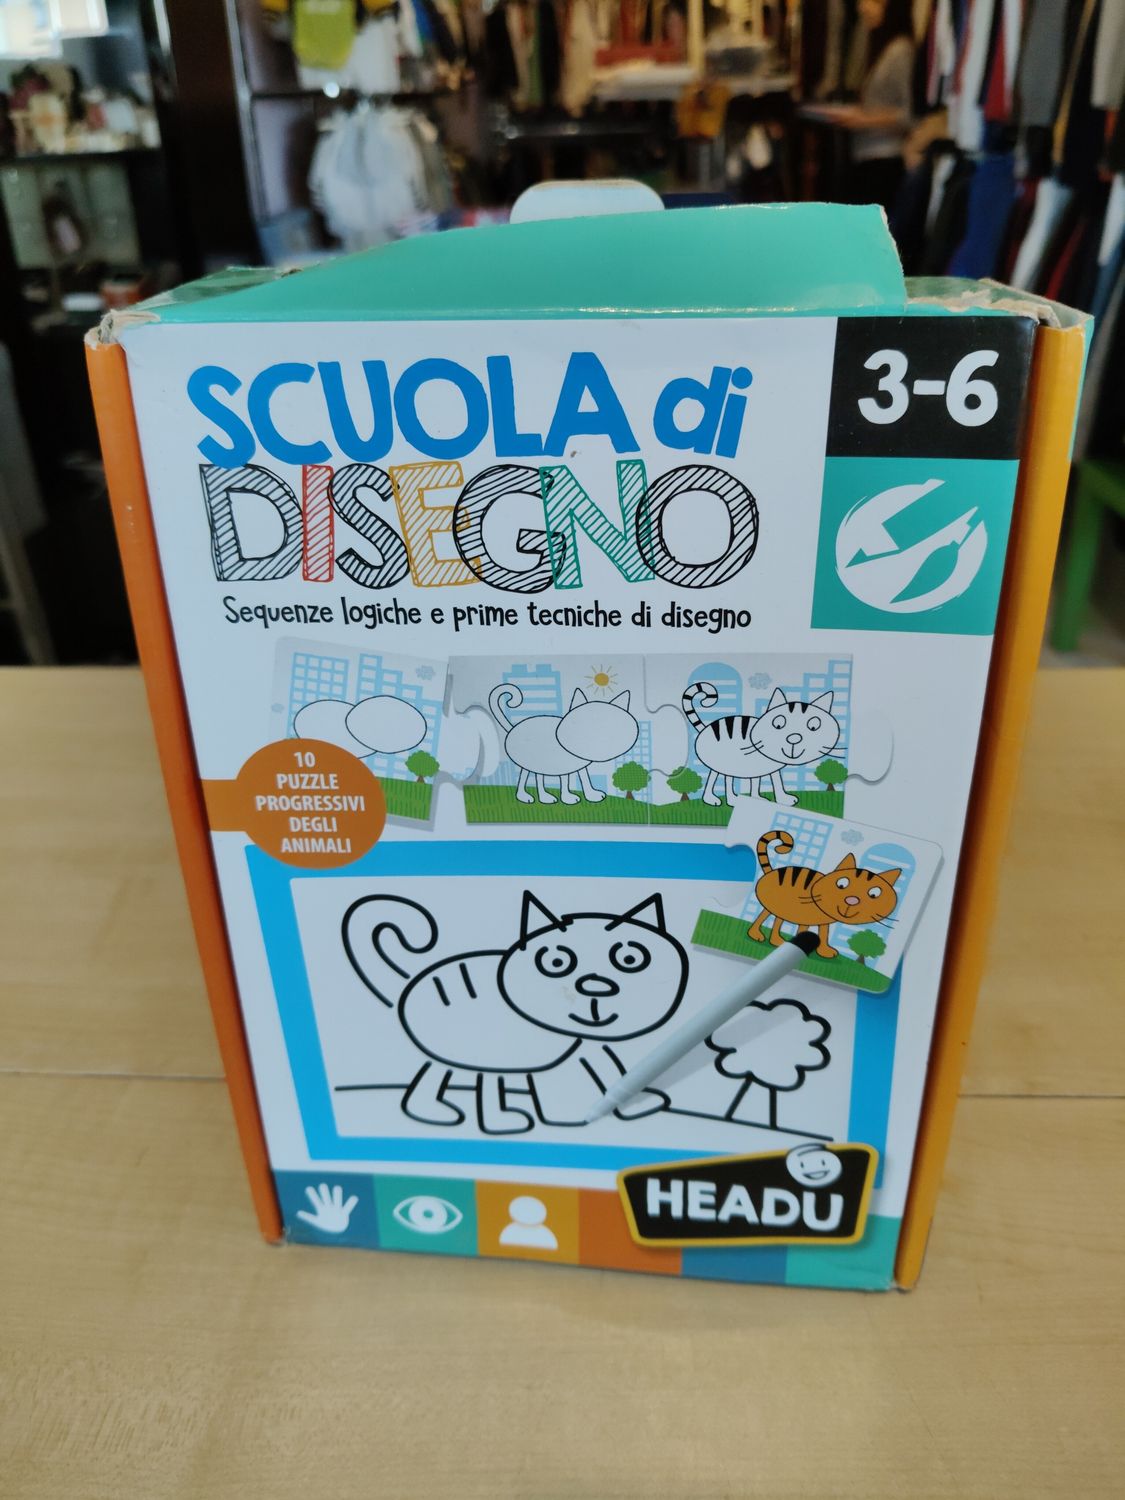 SCUOLA di
DISEGNO
Sequenze logiche e prime tecniche di disegno
3-6
10
PUZZLE
PROGRESSIVI
DEGLI
ANIMALI
HEADU